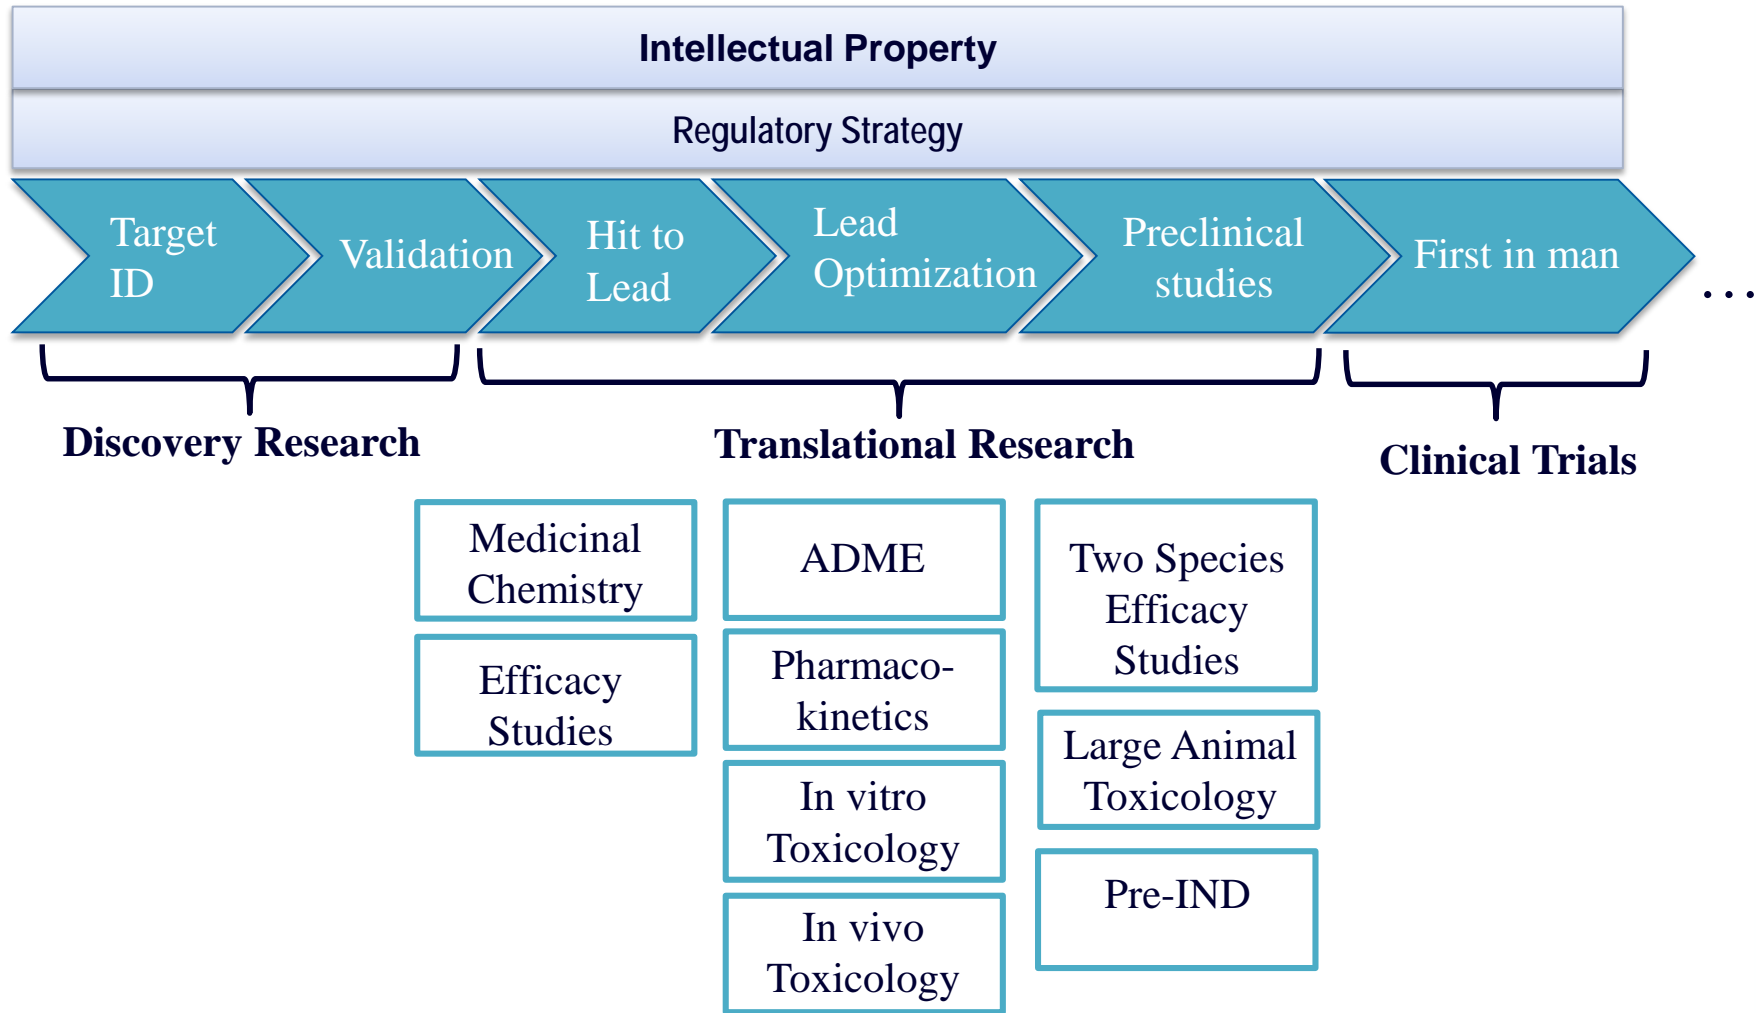 Intellectual Property
Regulatory Strategy
Target
ID
Validation
Hit to
Lead
Lead
Optimization
Preclinical
studies
First in man
...
Discovery Research
Translational Research
Clinical Trials
Medicinal
Chemistry
Efficacy
Studies
ADME
Pharmaco-
kinetics
In vitro
Toxicology
In vivo
Toxicology
Two Species
Efficacy
Studies
Large Animal
Toxicology
Pre-IND